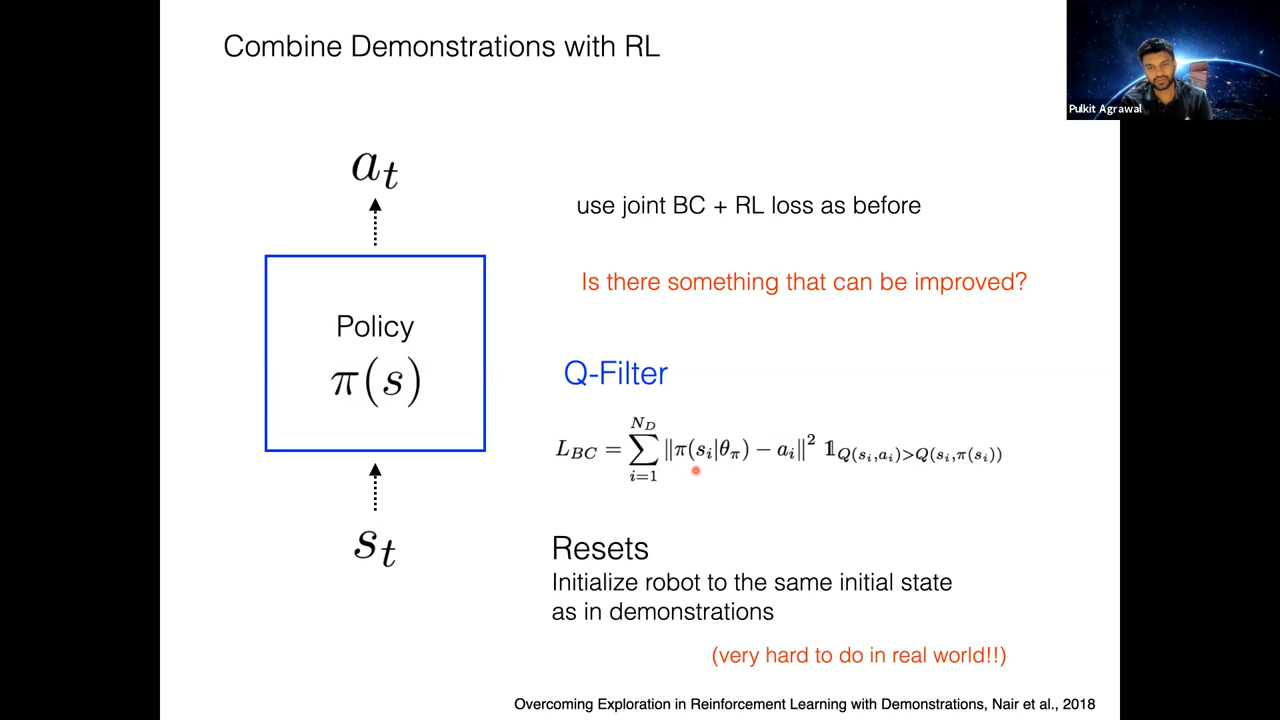 Combine Demonstrations with RL
Pulkit Agrawal
a_t
use joint BC + RL loss as before
Is there something that can be improved?
Policy
π(s)
Q-Filter
L_{BC} = \sum_{i=1}^{N_D} \|π(s_i|θ_π) − a_i\|^2 𝟙_{Q(s_i,a_i)>Q(s_i,π(s_i))}
s_t
Resets
Initialize robot to the same initial state
as in demonstrations
(very hard to do in real world!!)
Overcoming Exploration in Reinforcement Learning with Demonstrations, Nair et al., 2018